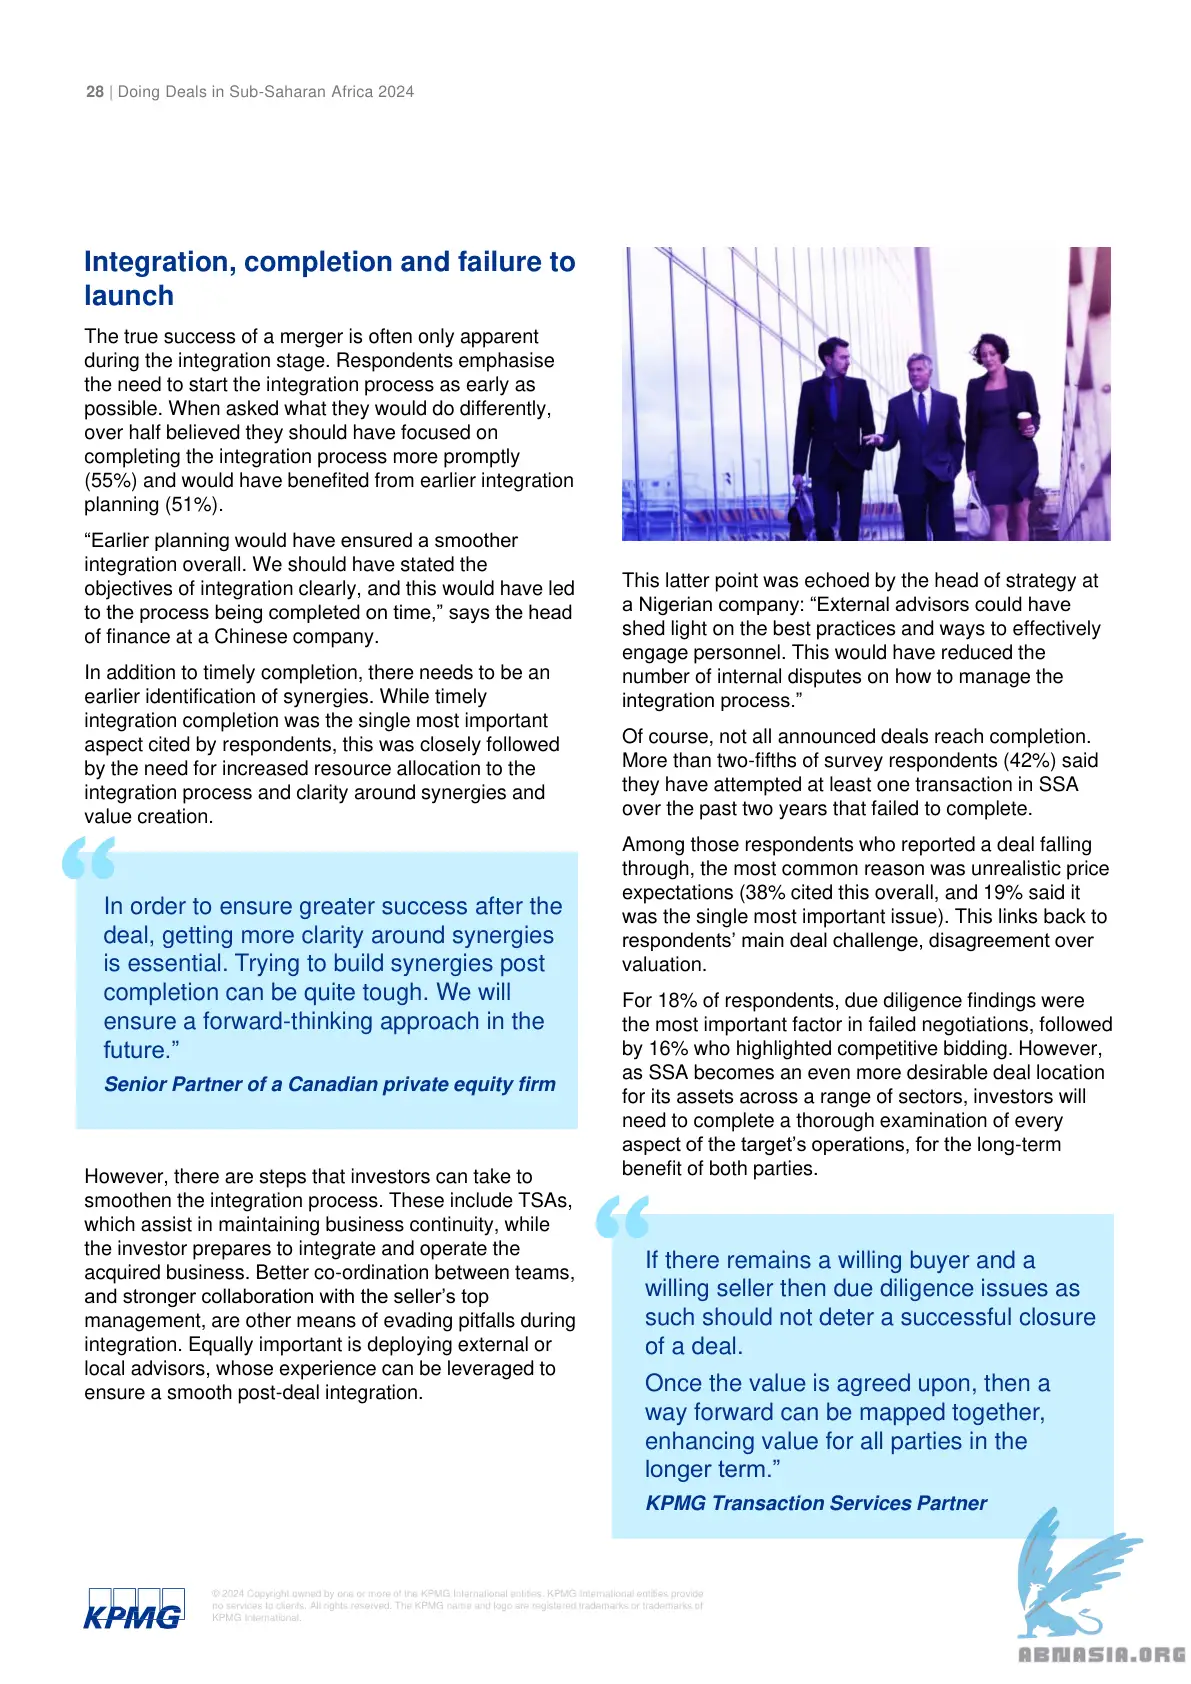 28 | Doing Deals in Sub-Saharan Africa 2024
Integration, completion and failure to
launch
The true success of a merger is often only apparent
during the integration stage. Respondents emphasise
the need to start the integration process as early as
possible. When asked what they would do differently,
over half believed they should have focused on
completing the integration process more promptly
(55%) and would have benefited from earlier integration
planning (51%).
“Earlier planning would have ensured a smoother
integration overall. We should have stated the
objectives of integration clearly, and this would have led
to the process being completed on time,” says the head
of finance at a Chinese company.
In addition to timely completion, there needs to be an
earlier identification of synergies. While timely
integration completion was the single most important
aspect cited by respondents, this was closely followed
by the need for increased resource allocation to the
integration process and clarity around synergies and
value creation.
“
In order to ensure greater success after the
deal, getting more clarity around synergies
is essential. Trying to build synergies post
completion can be quite tough. We will
ensure a forward-thinking approach in the
future.”
Senior Partner of a Canadian private equity firm
However, there are steps that investors can take to
smoothen the integration process. These include TSAs,
which assist in maintaining business continuity, while
the investor prepares to integrate and operate the
acquired business. Better co-ordination between teams,
and stronger collaboration with the seller’s top
management, are other means of evading pitfalls during
integration. Equally important is deploying external or
local advisors, whose experience can be leveraged to
ensure a smooth post-deal integration.
This latter point was echoed by the head of strategy at
a Nigerian company: “External advisors could have
shed light on the best practices and ways to effectively
engage personnel. This would have reduced the
number of internal disputes on how to manage the
integration process.”
Of course, not all announced deals reach completion.
More than two-fifths of survey respondents (42%) said
they have attempted at least one transaction in SSA
over the past two years that failed to complete.
Among those respondents who reported a deal falling
through, the most common reason was unrealistic price
expectations (38% cited this overall, and 19% said it
was the single most important issue). This links back to
respondents’ main deal challenge, disagreement over
valuation.
For 18% of respondents, due diligence findings were
the most important factor in failed negotiations, followed
by 16% who highlighted competitive bidding. However,
as SSA becomes an even more desirable deal location
for its assets across a range of sectors, investors will
need to complete a thorough examination of every
aspect of the target’s operations, for the long-term
benefit of both parties.
“
If there remains a willing buyer and a
willing seller then due diligence issues as
such should not deter a successful closure
of a deal.
Once the value is agreed upon, then a
way forward can be mapped together,
enhancing value for all parties in the
longer term.”
KPMG Transaction Services Partner
KPMG
© 2024 Copyright owned by one or more of the KPMG International entities. KPMG International entities provide
no services to clients. All rights reserved. The KPMG name and logo are registered trademarks or trademarks of
KPMG International.
ABNASIA.ORG